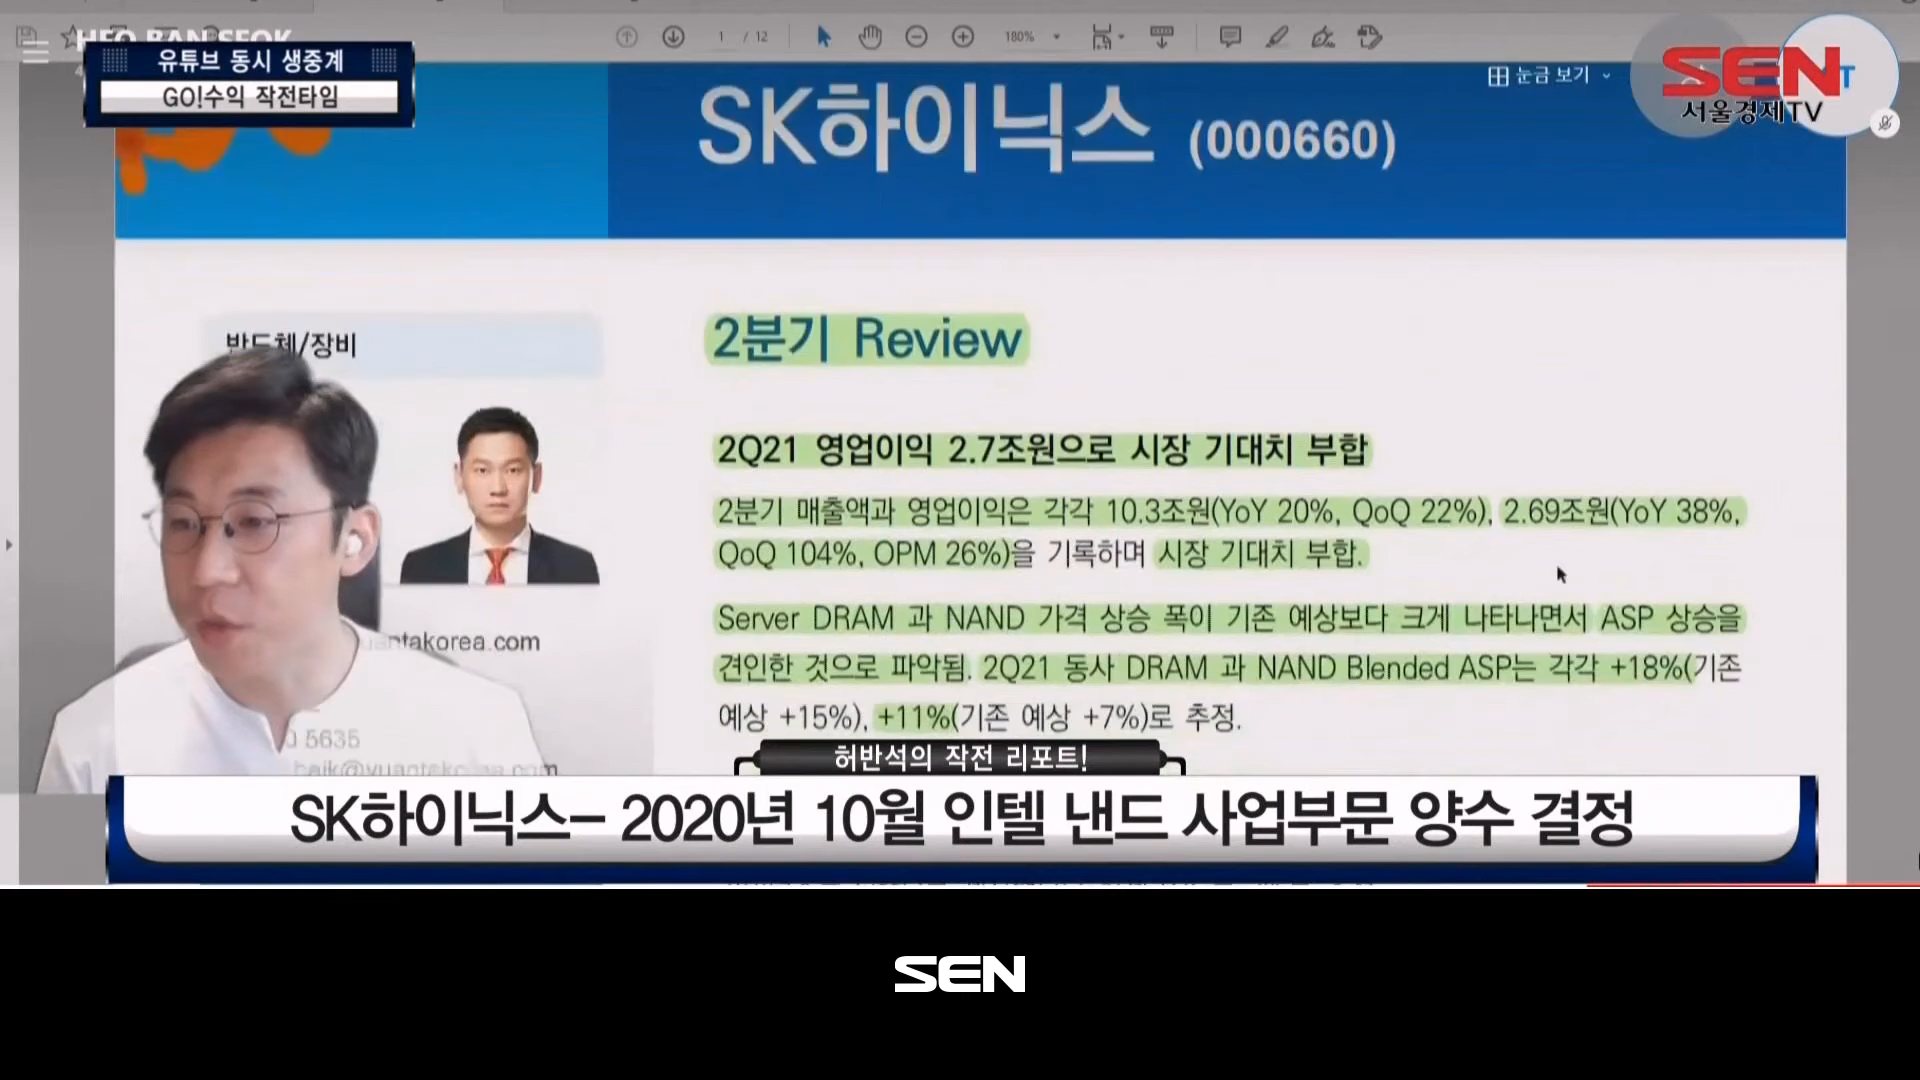 HEO BAN SEOK
유튜브 동시 생중계
GO!수익 작전타임
1 / 12
180%
눈금 보기
SEN
서울경제TV
SK하이닉스 (000660)
반도체/장비
2분기 Review
2Q21 영업이익 2.7조원으로 시장 기대치 부합
2분기 매출액과 영업이익은 각각 10.3조원(YoY 20%, QoQ 22%), 2.69조원(YoY 38%,
QoQ 104%, OPM 26%)을 기록하며 시장 기대치 부합.
Server DRAM 과 NAND 가격 상승 폭이 기존 예상보다 크게 나타나면서 ASP 상승을
견인한 것으로 파악됨. 2Q21 동사 DRAM 과 NAND Blended ASP는 각각 +18%(기존
예상 +15%), +11%(기존 예상 +7%)로 추정.
uantakorea.com
0 5635
baik@yuantakorea.com
허반석의 작전 리포트!
SK하이닉스- 2020년 10월 인텔 낸드 사업부문 양수 결정
SEN